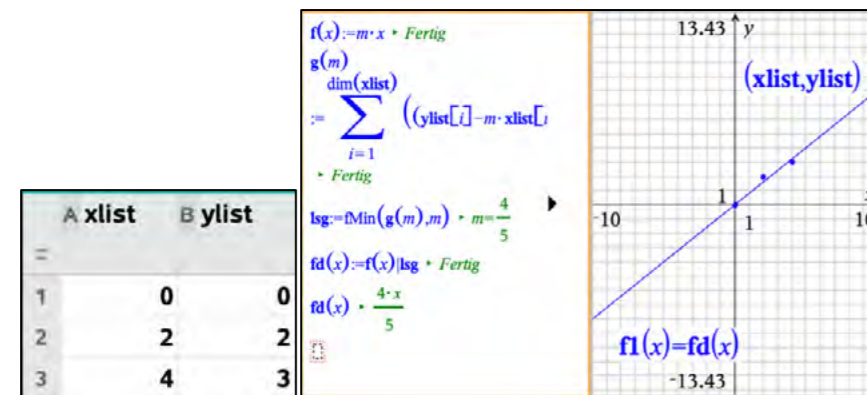 A xlist B ylist
=
1 0 0
2 2 2
3 4 3
f(x):=m·x ▸ Fertig
g(m)
dim(xlist)
:= ∑ ((ylist[i]-m·xlist[i
i=1
▸ Fertig
lsg:=fMin(g(m),m) ▸ m=4/5
fd(x):=f(x)|lsg ▸ Fertig
fd(x) ▸ 4·x/5
13.43 y
(xlist,ylist)
1
-10 1 10
f1(x)=fd(x)
-13.43